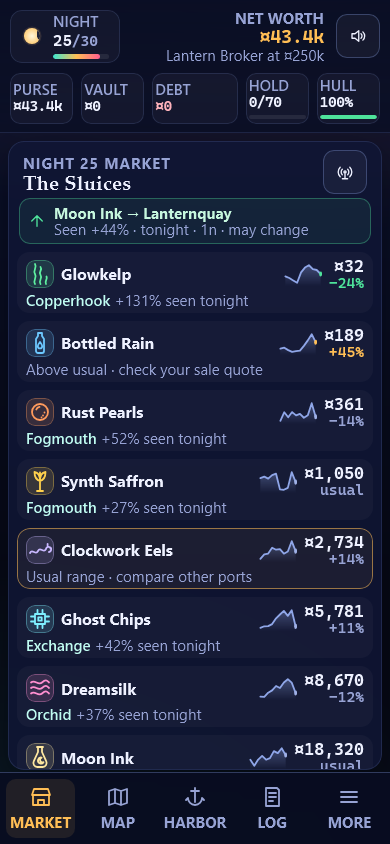 NIGHT
25/30
NET WORTH
¤43.4k
Lantern Broker at ¤250k
PURSE
¤43.4k
VAULT
¤0
DEBT
¤0
HOLD
0/70
HULL
100%
NIGHT 25 MARKET
The Sluices
Moon Ink → Lanternquay
Seen +44% · tonight · 1n · may change
Glowkelp
¤32
−24%
Copperhook +131% seen tonight
Bottled Rain
¤189
+45%
Above usual · check your sale quote
Rust Pearls
¤361
−14%
Fogmouth +52% seen tonight
Synth Saffron
¤1,050
usual
Fogmouth +27% seen tonight
Clockwork Eels
¤2,734
+14%
Usual range · compare other ports
Ghost Chips
¤5,781
+11%
Exchange +42% seen tonight
Dreamsilk
¤8,670
−12%
Orchid +37% seen tonight
Moon Ink
¤18,320
usual
MARKET
MAP
HARBOR
LOG
MORE